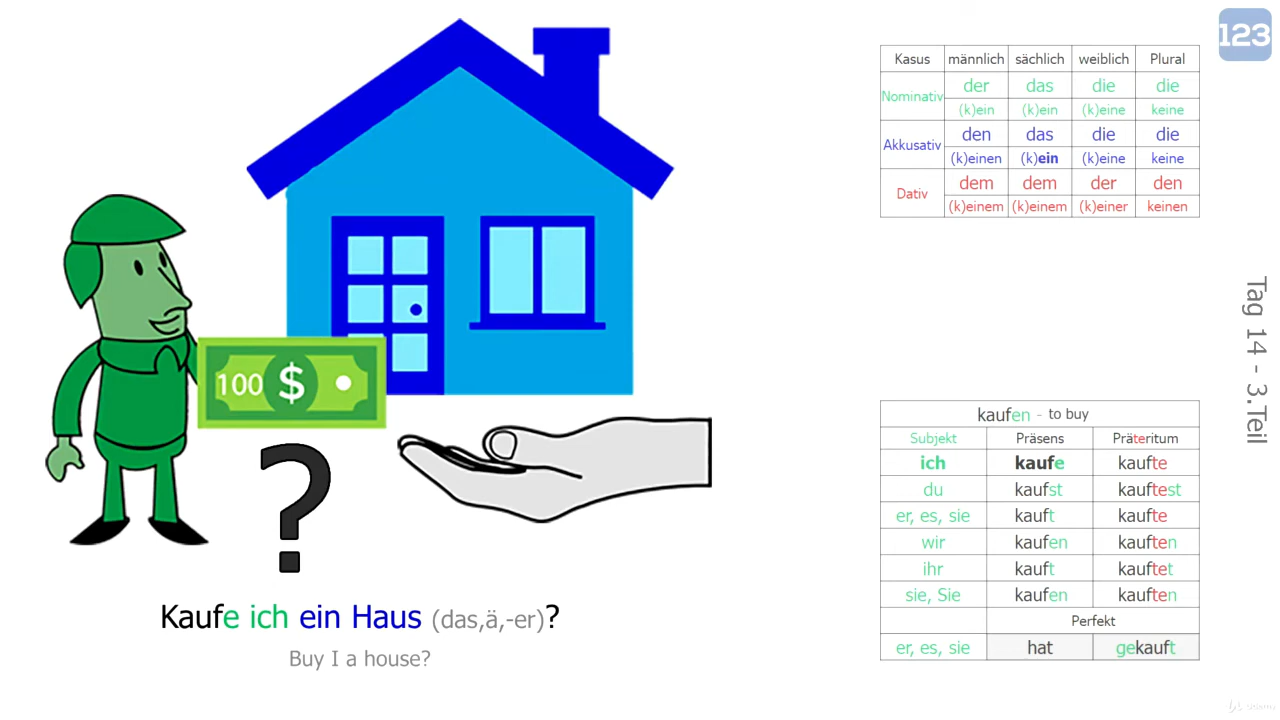 123
Kasus männlich sächlich weiblich Plural
Nominativ der das die die
(k)ein (k)ein (k)eine keine
Akkusativ den das die die
(k)einen (k)ein (k)eine keine
Dativ dem dem der den
(k)einem (k)einem (k)einer keinen
Tag 14 - 3.Teil
100 $
kaufen - to buy
Subjekt Präsens Präteritum
ich kaufe kaufte
du kaufst kauftest
er, es, sie kauft kaufte
wir kaufen kauften
ihr kauft kauftet
sie, Sie kaufen kauften
Perfekt
er, es, sie hat gekauft
?
Kaufe ich ein Haus (das,ä,-er)?
Buy I a house?